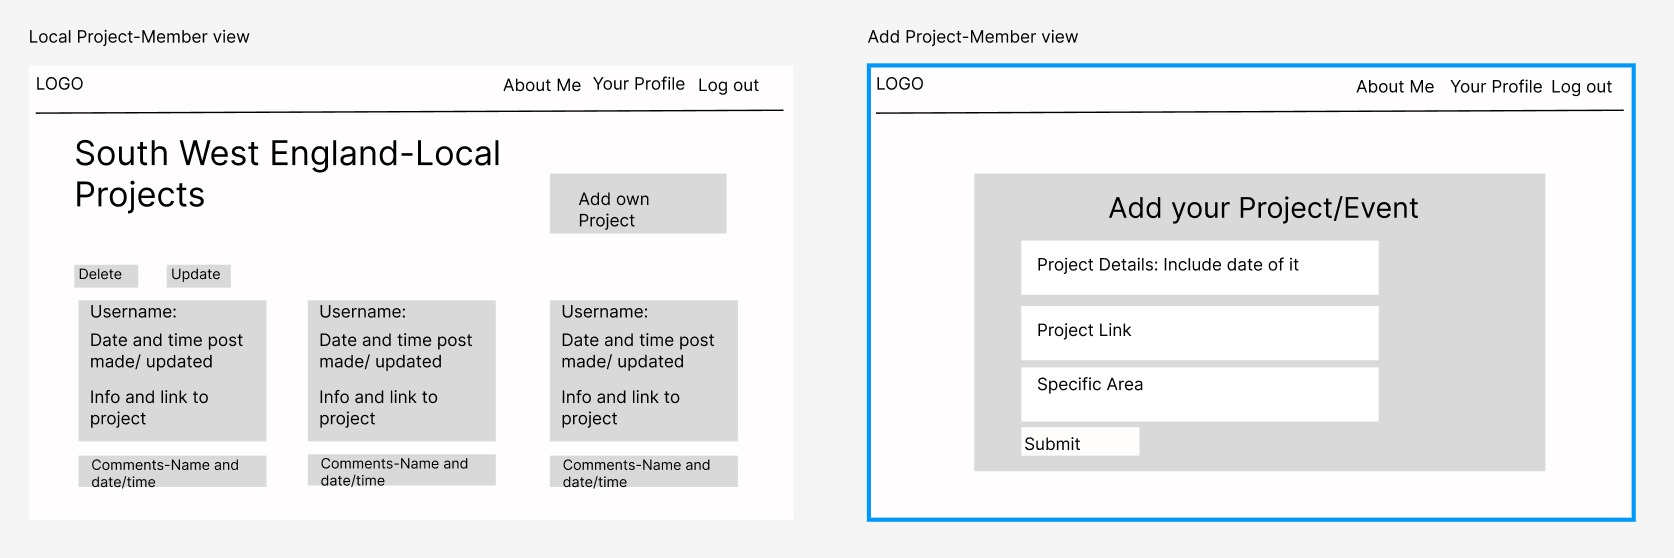 Local Project-Member view
LOGO
About Me
Your Profile
Log out
South West England-Local
Projects
Add own
Project
Delete
Update
Username:
Date and time post
made/ updated
Info and link to
project
Comments-Name and
date/time
Username:
Date and time post
made/ updated
Info and link to
project
Comments-Name and
date/time
Username:
Date and time post
made/ updated
Info and link to
project
Comments-Name and
date/time
Add Project-Member view
LOGO
About Me
Your Profile
Log out
Add your Project/Event
Project Details: Include date of it
Project Link
Specific Area
Submit